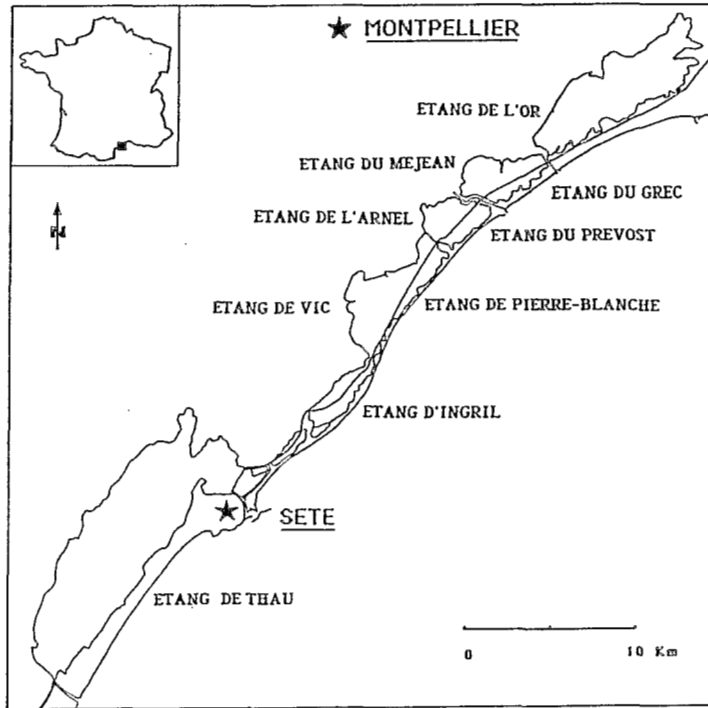 MONTPELLIER
ETANG DE L'OR
ETANG DU MEJEAN
ETANG DU GREC
ETANG DE L'ARNEL
N
ETANG DU PREVOST
ETANG DE VIC
ETANG DE PIERRE-BLANCHE
ETANG D'INGRIL
SETE
ETANG DE THAU
0 10 Km